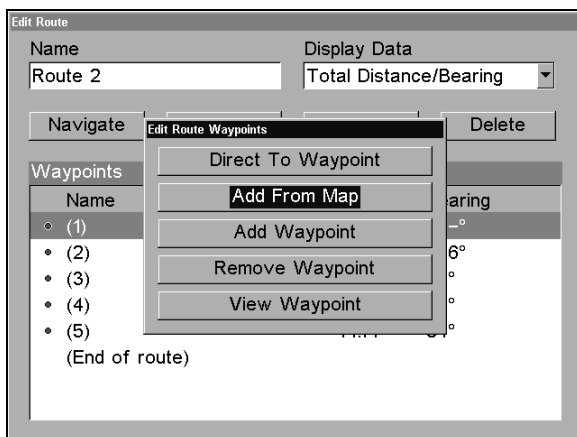 Edit Route
Name
Display Data
Route 2
Total Distance/Bearing
Navigate
Delete
Edit Route Waypoints
Direct To Waypoint
Add From Map
Add Waypoint
Remove Waypoint
View Waypoint
Waypoints
Name
(1)
(2)
6°
(3)
(4)
(5)
(End of route)